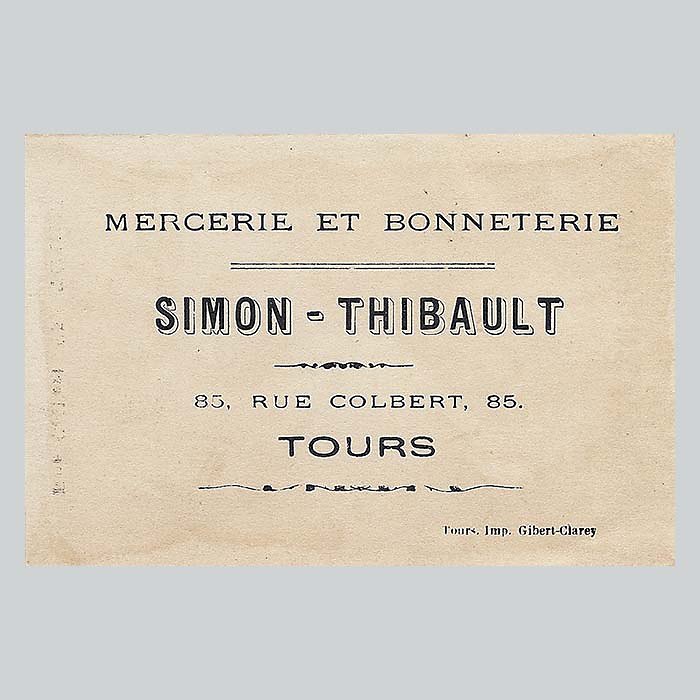 MERCERIE ET BONNETERIE
SIMON - THIBAULT
85, RUE COLBERT, 85.
TOURS
Tours. Imp. Gibert-Clarey